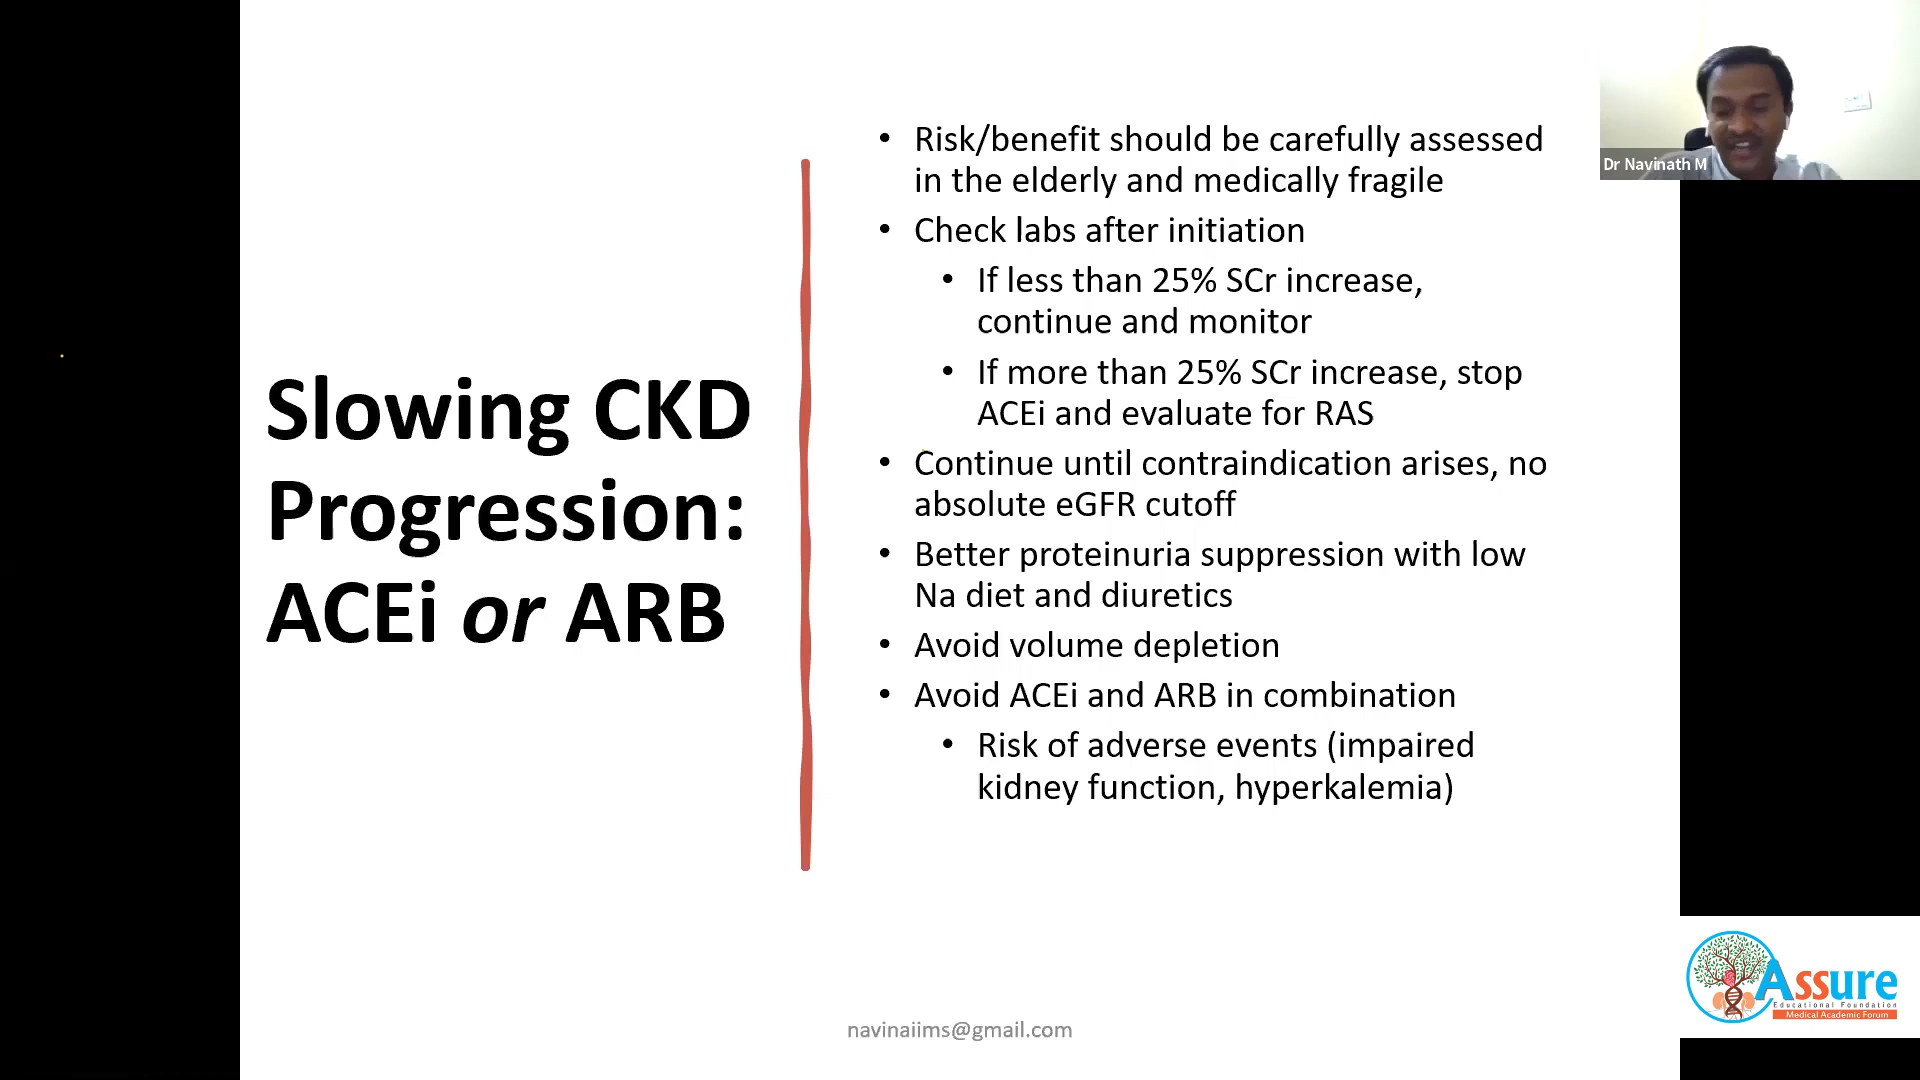 Slowing CKD
Progression:
ACEi or ARB
• Risk/benefit should be carefully assessed
in the elderly and medically fragile
• Check labs after initiation
• If less than 25% SCr increase,
continue and monitor
• If more than 25% SCr increase, stop
ACEi and evaluate for RAS
• Continue until contraindication arises, no
absolute eGFR cutoff
• Better proteinuria suppression with low
Na diet and diuretics
• Avoid volume depletion
• Avoid ACEi and ARB in combination
• Risk of adverse events (impaired
kidney function, hyperkalemia)
navinaiims@gmail.com
Dr Navinath M
Assure
Educational Foundation
Medical Academic Forum